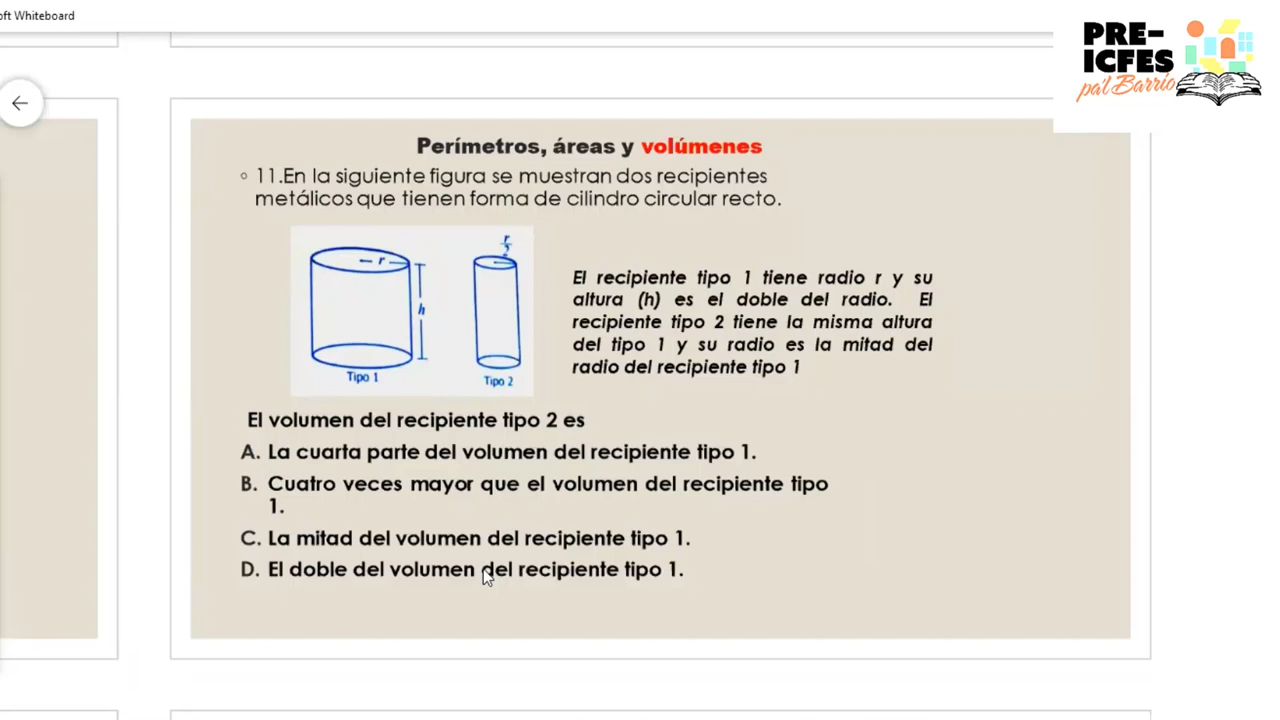 oft Whiteboard
PRE-
ICFES
pa'l Barrio
Perímetros, áreas y volúmenes
11.En la siguiente figura se muestran dos recipientes
metálicos que tienen forma de cilindro circular recto.
r
h
Tipo 1
r
2
Tipo 2
El recipiente tipo 1 tiene radio r y su
altura (h) es el doble del radio. El
recipiente tipo 2 tiene la misma altura
del tipo 1 y su radio es la mitad del
radio del recipiente tipo 1
El volumen del recipiente tipo 2 es
A. La cuarta parte del volumen del recipiente tipo 1.
B. Cuatro veces mayor que el volumen del recipiente tipo
1.
C. La mitad del volumen del recipiente tipo 1.
D. El doble del volumen del recipiente tipo 1.